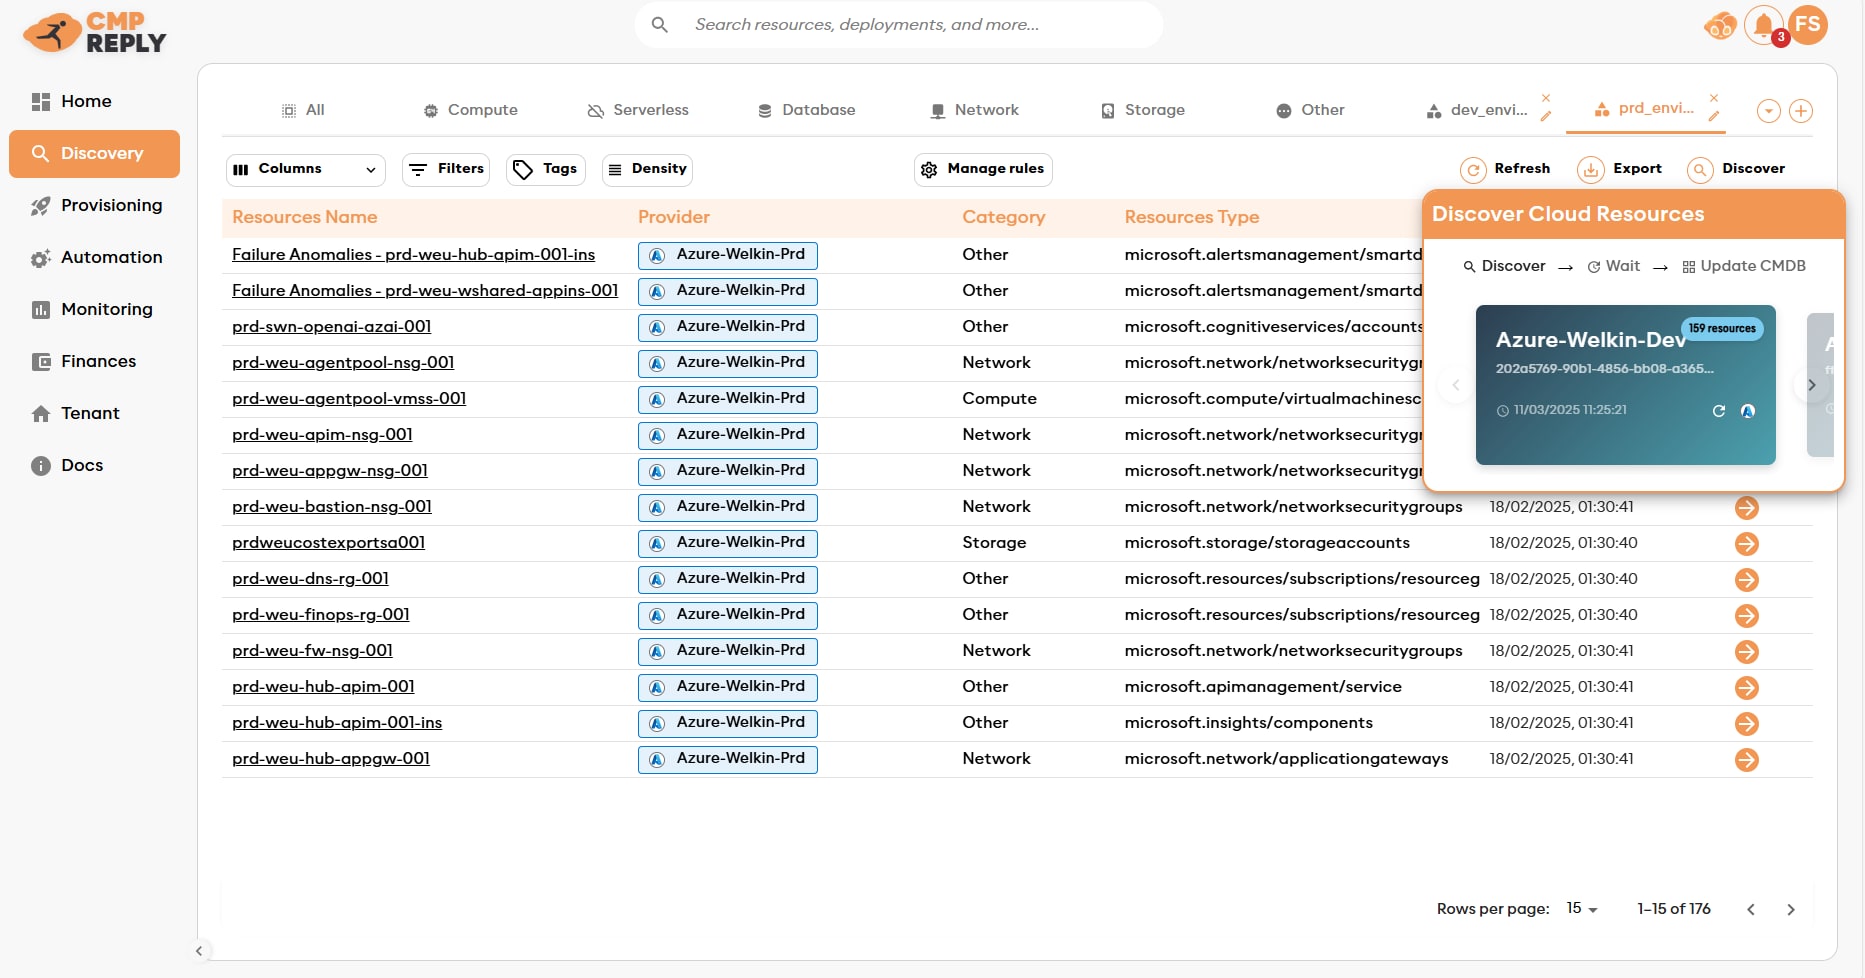 CMP
REPLY
Search resources, deployments, and more...
3
FS
Home
Discovery
Provisioning
Automation
Monitoring
Finances
Tenant
Docs
All
Compute
Serverless
Database
Network
Storage
Other
dev_envi...
prd_envi...
Columns
Filters
Tags
Density
Manage rules
Refresh
Export
Discover
Resources Name Provider Category Resources Type
Failure Anomalies - prd-weu-hub-apim-001-ins Azure-Welkin-Prd Other microsoft.alertsmanagement/smartd
Failure Anomalies - prd-weu-wshared-appins-001 Azure-Welkin-Prd Other microsoft.alertsmanagement/smartd
prd-swn-openai-azai-001 Azure-Welkin-Prd Other microsoft.cognitiveservices/accounts
prd-weu-agentpool-nsg-001 Azure-Welkin-Prd Network microsoft.network/networksecuritygr
prd-weu-agentpool-vmss-001 Azure-Welkin-Prd Compute microsoft.compute/virtualmachinesc
prd-weu-apim-nsg-001 Azure-Welkin-Prd Network microsoft.network/networksecuritygr
prd-weu-appgw-nsg-001 Azure-Welkin-Prd Network microsoft.network/networksecuritygr
prd-weu-bastion-nsg-001 Azure-Welkin-Prd Network microsoft.network/networksecuritygroups 18/02/2025, 01:30:41
prdweucostexportsa001 Azure-Welkin-Prd Storage microsoft.storage/storageaccounts 18/02/2025, 01:30:40
prd-weu-dns-rg-001 Azure-Welkin-Prd Other microsoft.resources/subscriptions/resourceg 18/02/2025, 01:30:40
prd-weu-finops-rg-001 Azure-Welkin-Prd Other microsoft.resources/subscriptions/resourceg 18/02/2025, 01:30:40
prd-weu-fw-nsg-001 Azure-Welkin-Prd Network microsoft.network/networksecuritygroups 18/02/2025, 01:30:41
prd-weu-hub-apim-001 Azure-Welkin-Prd Other microsoft.apimanagement/service 18/02/2025, 01:30:41
prd-weu-hub-apim-001-ins Azure-Welkin-Prd Other microsoft.insights/components 18/02/2025, 01:30:41
prd-weu-hub-appgw-001 Azure-Welkin-Prd Network microsoft.network/applicationgateways 18/02/2025, 01:30:41
Discover Cloud Resources
Discover → Wait → Update CMDB
159 resources
Azure-Welkin-Dev
202a5769-90b1-4856-bb08-a365...
11/03/2025 11:25:21
Rows per page: 15 1–15 of 176